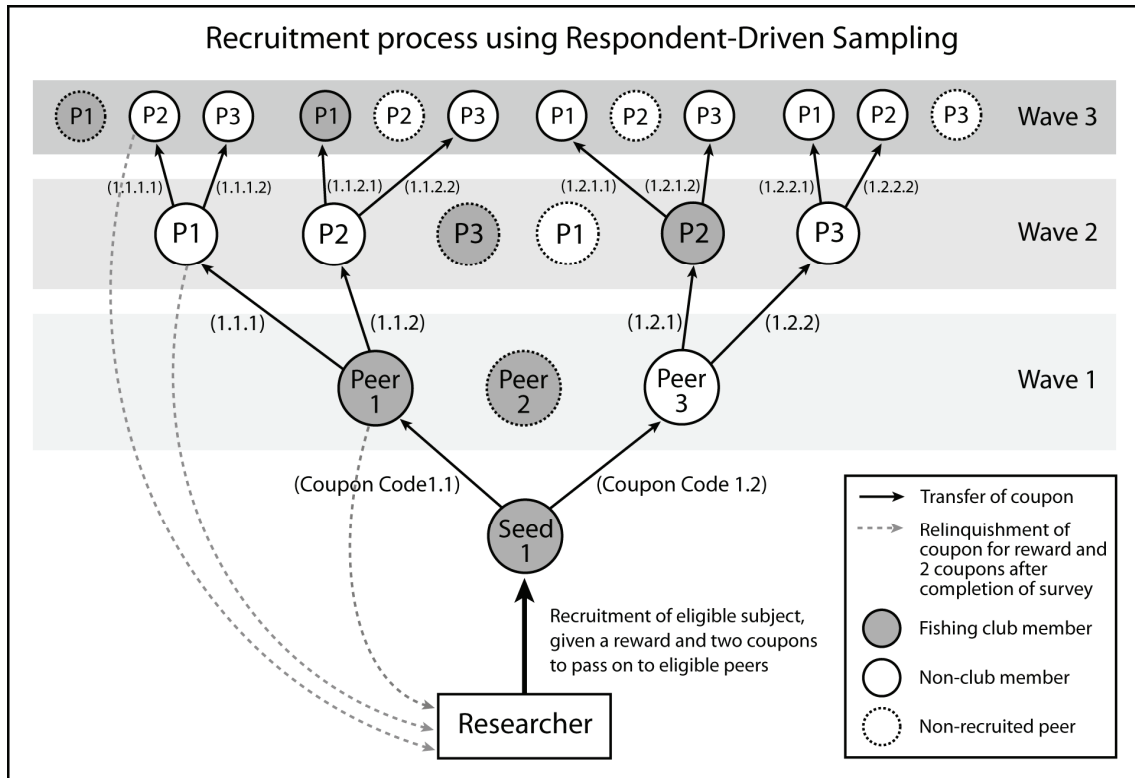 Recruitment process using Respondent-Driven Sampling
P1 P2 P3 P1 P2 P3 P1 P2 P3 P1 P2 P3 Wave 3
(1.1.1.1) (1.1.1.2) (1.1.2.1) (1.1.2.2) (1.2.1.1) (1.2.1.2) (1.2.2.1) (1.2.2.2)
P1 P2 P3 P1 P2 P3 Wave 2
(1.1.1) (1.1.2) (1.2.1) (1.2.2)
Peer
1
Peer
2
Peer
3
Wave 1
(Coupon Code1.1) (Coupon Code 1.2)
Seed
1
Recruitment of eligible subject,
given a reward and two coupons
to pass on to eligible peers
Researcher
Transfer of coupon
Relinquishment of
coupon for reward and
2 coupons after
completion of survey
Fishing club member
Non-club member
Non-recruited peer